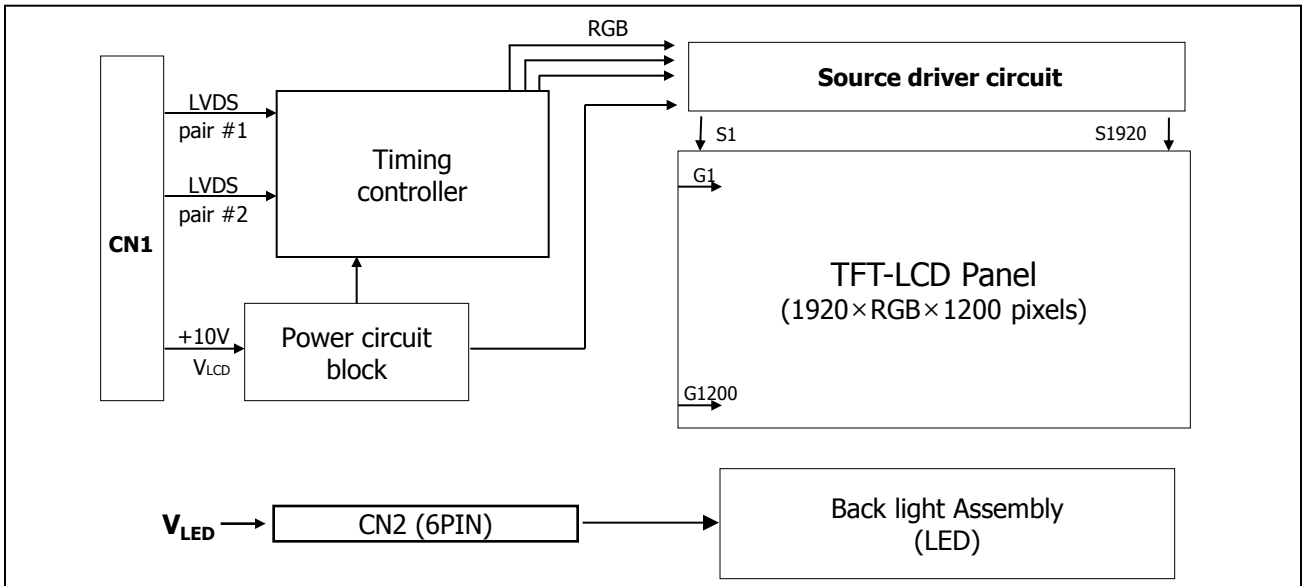 RGB
Source driver circuit
LVDS
pair #1
Timing
controller
S1
S1920
LVDS
pair #2
G1
CN1
TFT-LCD Panel
(1920×RGB×1200 pixels)
+10V
VLCD
Power circuit
block
G1200
VLED
CN2 (6PIN)
Back light Assembly
(LED)